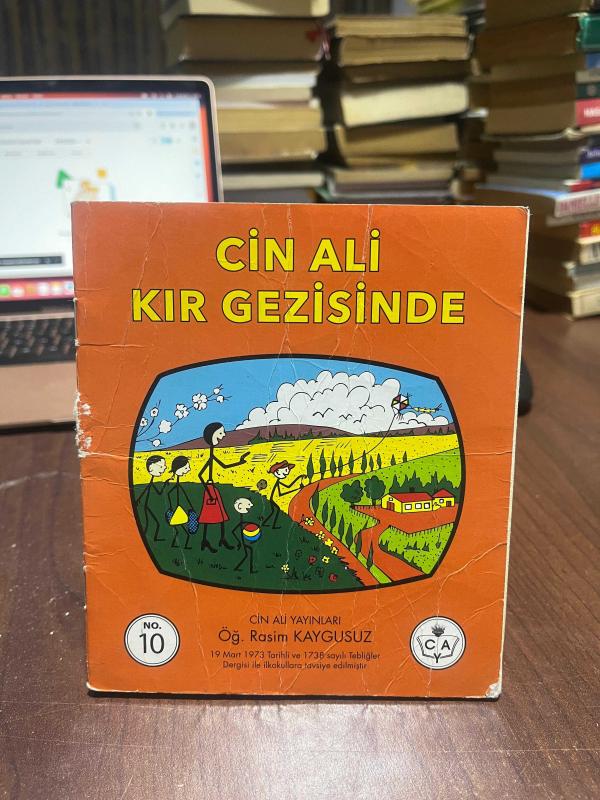 CİN ALİ
KIR GEZİSİNDE
CİN ALİ YAYINLARI
Öğ. Rasim KAYGUSUZ
19 Mart 1973 Tarihli ve 1738 sayılı Tebliğler
Dergisi ile ilkokullara tavsiye edilmiştir
NO.
10
C A
Y